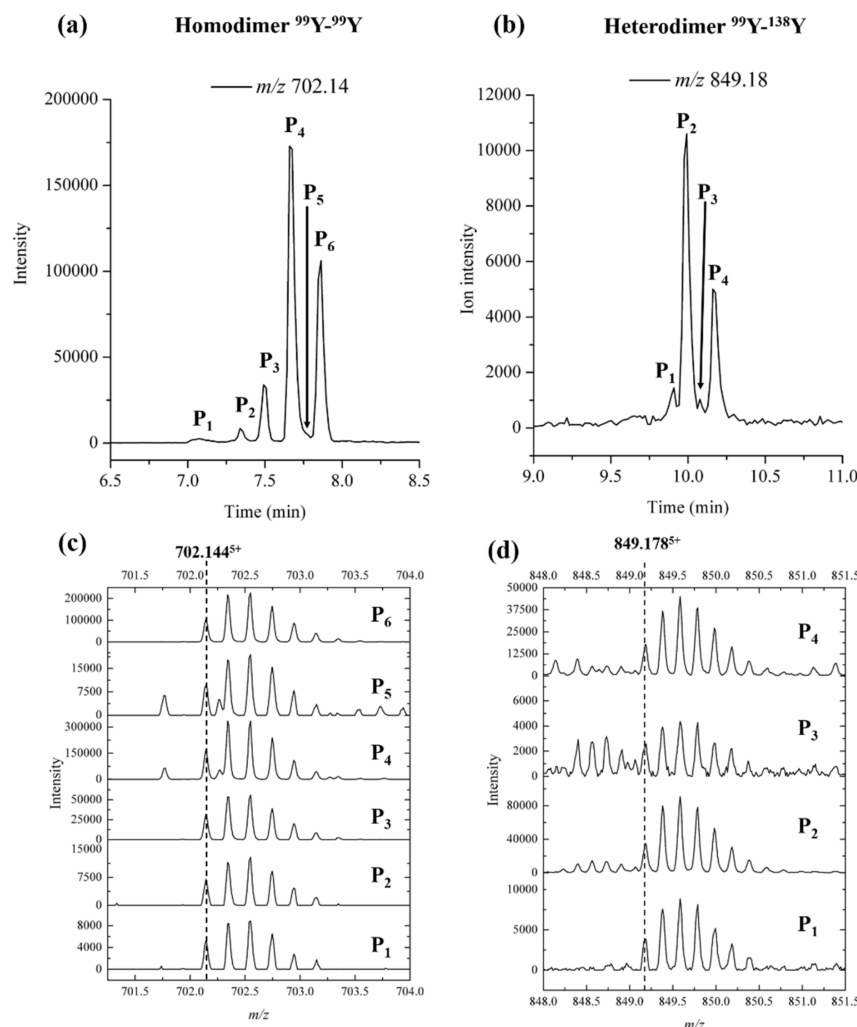 (a) Homodimer ⁹⁹Y-⁹⁹Y
m/z 702.14
200000
150000
100000
50000
0
Intensity
P₁
P₂
P₃
P₄
P₅
P₆
6.5 7.0 7.5 8.0 8.5
Time (min)
(b) Heterodimer ⁹⁹Y-¹³⁸Y
m/z 849.18
12000
10000
8000
6000
4000
2000
0
Ion intensity
P₁
P₂
P₃
P₄
9.0 9.5 10.0 10.5 11.0
Time (min)
(c)
702.144⁵⁺
701.5 702.0 702.5 703.0 703.5 704.0
200000
100000
0
P₆
15000
7500
0
P₅
300000
150000
0
P₄
50000
25000
0
P₃
15000
7500
0
P₂
8000
4000
0
P₁
Intensity
701.5 702.0 702.5 703.0 703.5 704.0
m/z
(d)
849.178⁵⁺
848.0 848.5 849.0 849.5 850.0 850.5 851.0 851.5
50000
37500
25000
12500
0
P₄
6000
4000
2000
0
P₃
80000
40000
0
P₂
10000
5000
0
P₁
Intensity
848.0 848.5 849.0 849.5 850.0 850.5 851.0 851.5
m/z